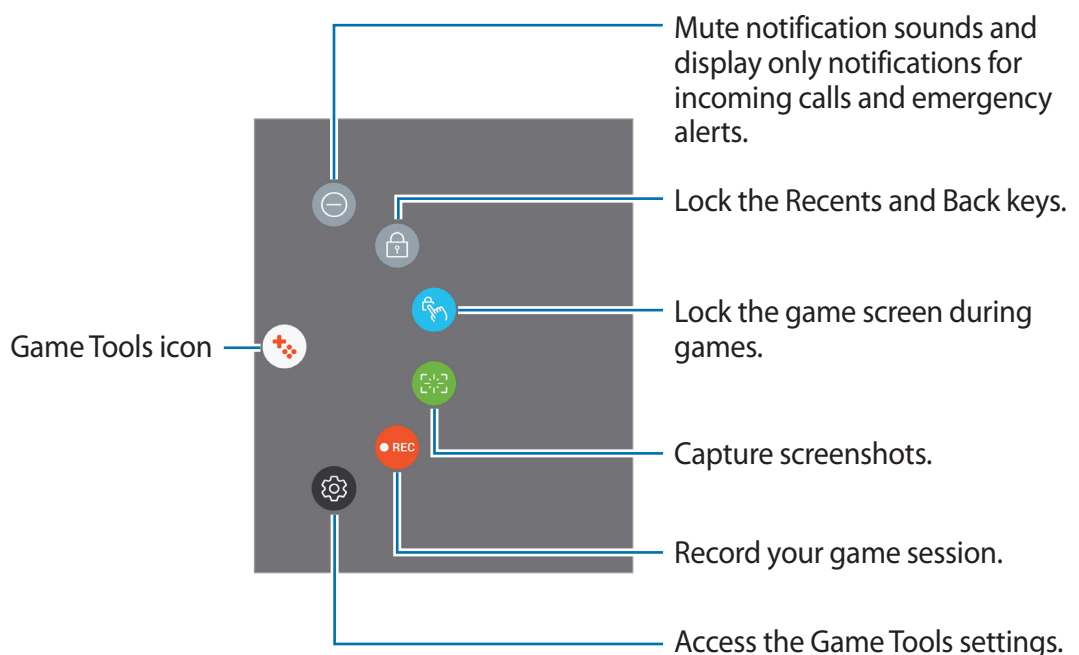 Mute notification sounds and
display only notifications for
incoming calls and emergency
alerts.
Lock the Recents and Back keys.
Lock the game screen during
games.
Game Tools icon
Capture screenshots.
REC
Record your game session.
Access the Game Tools settings.